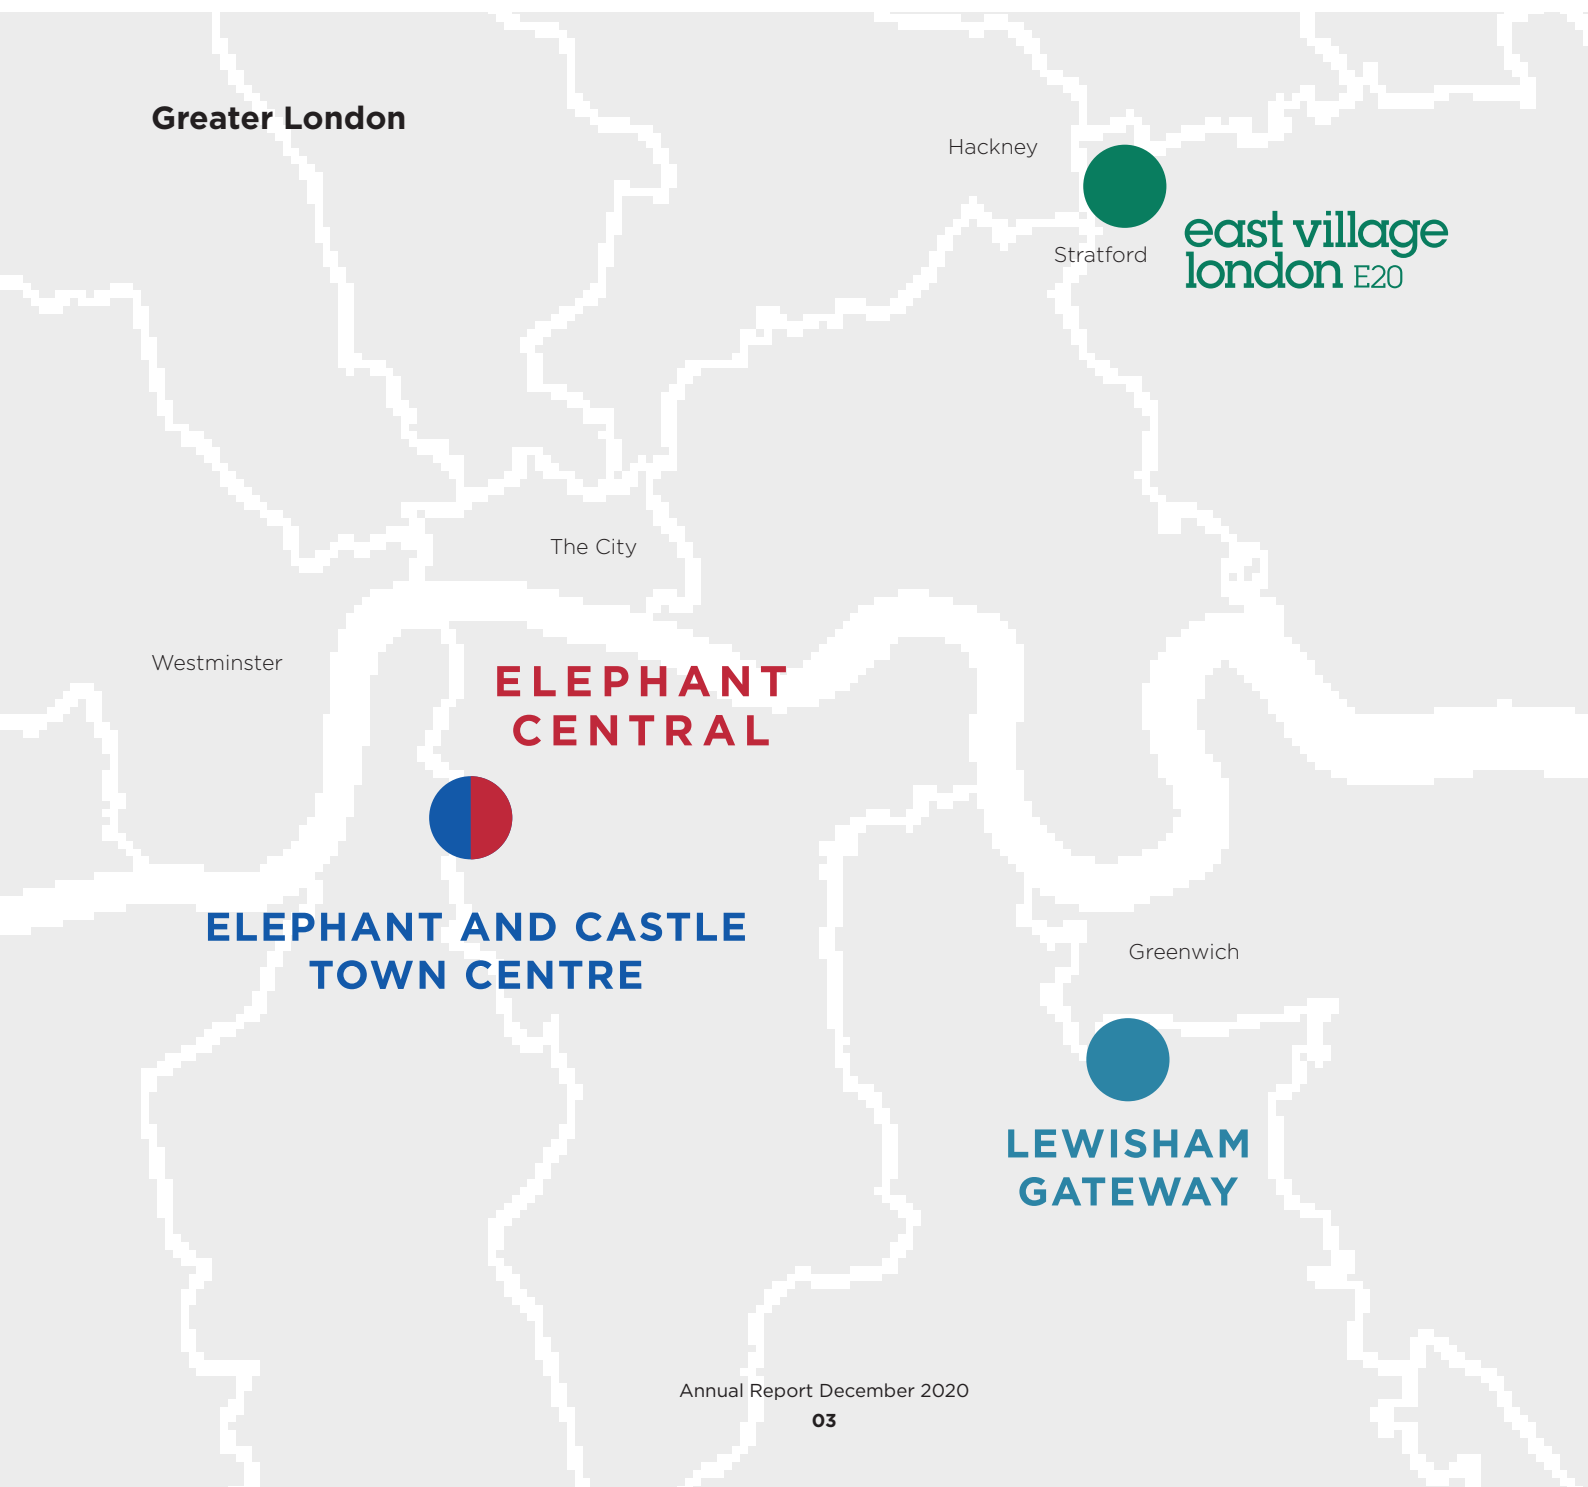 Greater London
Hackney
Stratford
east village
london E20
The City
Westminster
ELEPHANT
CENTRAL
ELEPHANT AND CASTLE
TOWN CENTRE
Greenwich
LEWISHAM
GATEWAY
Annual Report December 2020
03